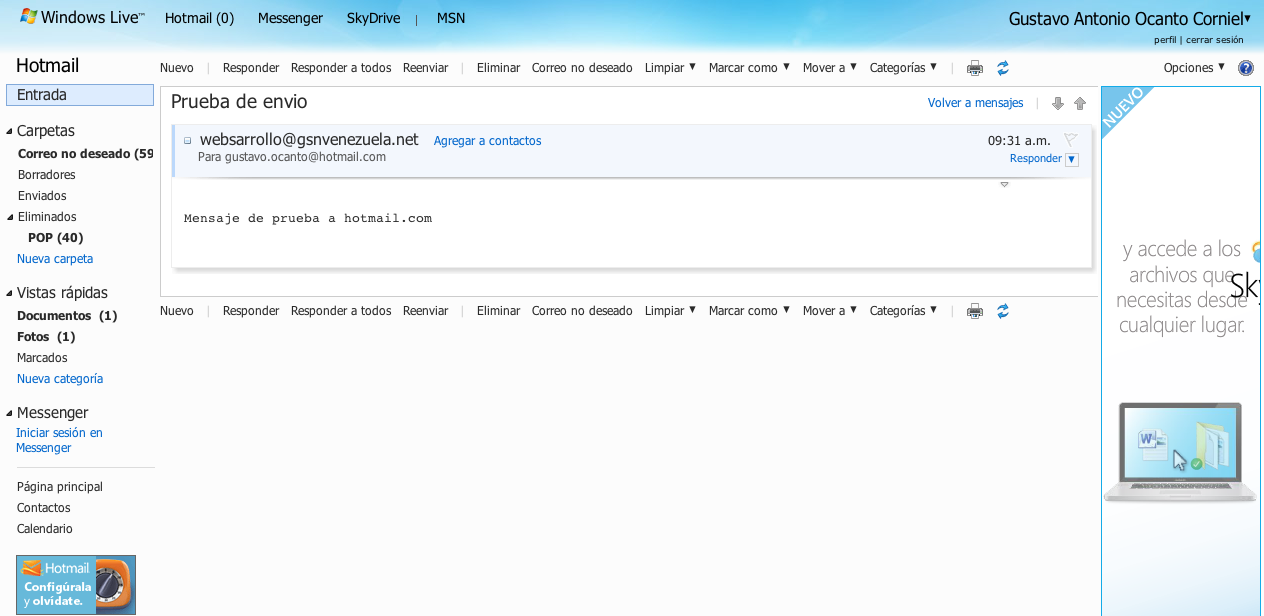 Windows Live™ Hotmail (0) Messenger SkyDrive | MSN
Gustavo Antonio Ocanto Corniel
perfil | cerrar sesión
Hotmail
Nuevo | Responder Responder a todos Reenviar | Eliminar Correo no deseado Limpiar Marcar como Mover a Categorías |
Opciones
Entrada
Carpetas
Correo no deseado (59
Borradores
Enviados
Eliminados
POP (40)
Nueva carpeta
Vistas rápidas
Documentos (1)
Fotos (1)
Marcados
Nueva categoría
Messenger
Iniciar sesión en
Messenger
Página principal
Contactos
Calendario
Hotmail
Configúrala
y olvídate.
Prueba de envio
Volver a mensajes |
websarrollo@gsnvenezuela.net Agregar a contactos
09:31 a.m.
Para gustavo.ocanto@hotmail.com
Responder
Mensaje de prueba a hotmail.com
Nuevo | Responder Responder a todos Reenviar | Eliminar Correo no deseado Limpiar Marcar como Mover a Categorías |
NUEVO
y accede a los
archivos que
necesitas desde
cualquier lugar.
Sky
W